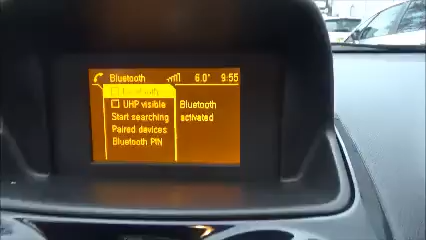 Bluetooth 6.0° 9:55
Bluetooth
UHP visible
Start searching
Paired devices
Bluetooth PIN
Bluetooth
activated